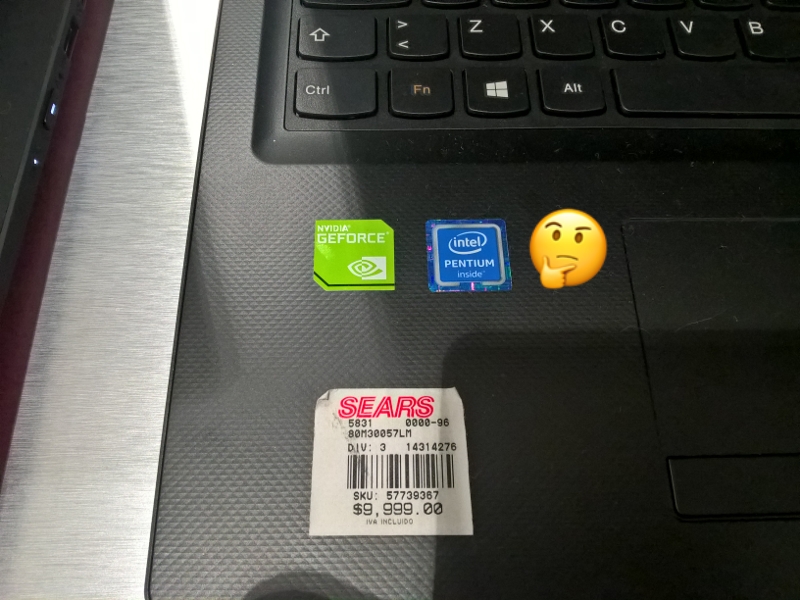 > Z X C V B
<
Ctrl Fn Alt
NVIDIA®
GEFORCE®
intel
PENTIUM
inside™
SEARS
5831 0000-96
80M30057LM
DIV: 3 14314276
SKU: 57739367
$9,999.00
IVA INCLUIDO